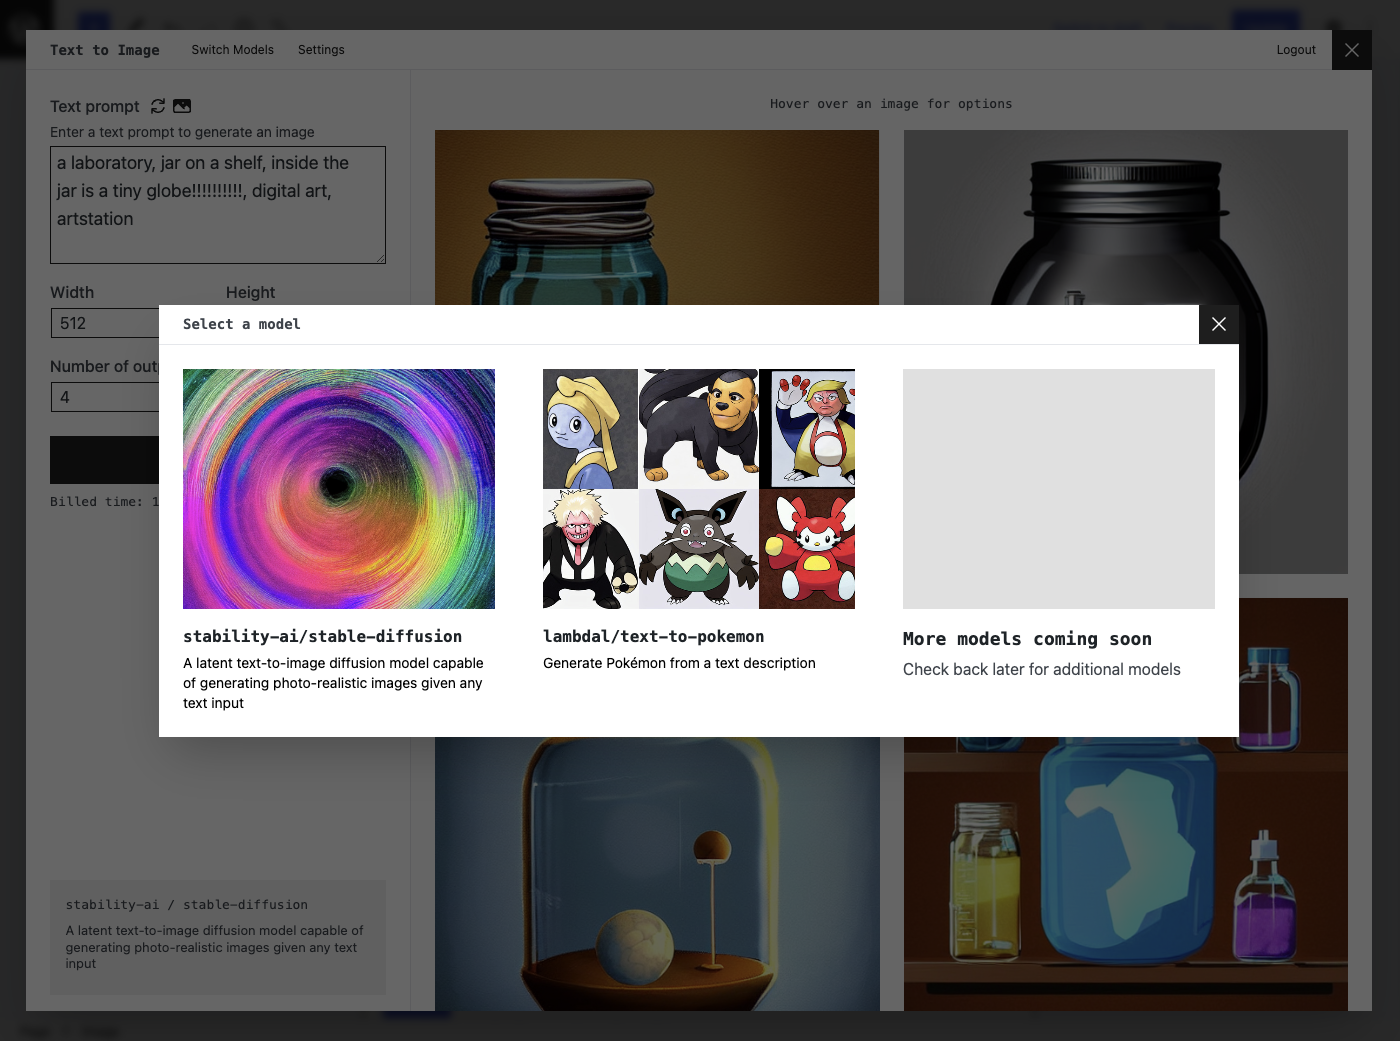 Text to Image
Switch Models
Settings
Logout
Text prompt
Enter a text prompt to generate an image
a laboratory, jar on a shelf, inside the
jar is a tiny globe!!!!!!!!!!, digital art,
artstation
Width
Height
512
Number of
4
Billed time:
Hover over an image for options
Select a model
stability-ai/stable-diffusion
A latent text-to-image diffusion model capable
of generating photo-realistic images given any
text input
lambdal/text-to-pokemon
Generate Pokémon from a text description
More models coming soon
Check back later for additional models
stability-ai / stable-diffusion
A latent text-to-image diffusion model capable of
generating photo-realistic images given any text
input